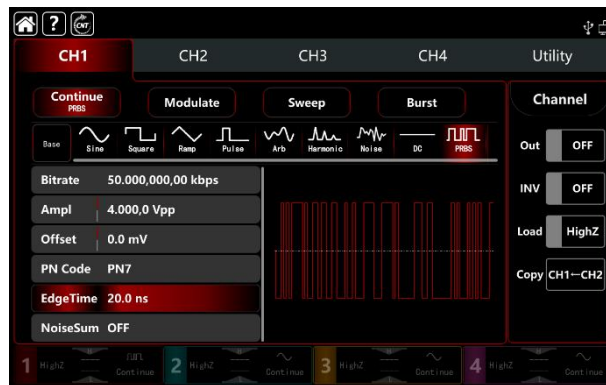 ? CNT
CH1 CH2 CH3 CH4 Utility
Continue Modulate Sweep Burst Channel
PRBS
Base Sine Square Ramp Pulse Arb Harmonic Noise DC PRBS
Out OFF
Bitrate 50.000,000,00 kbps
INV OFF
Ampl 4.000,0 Vpp
Offset 0.0 mV
Load HighZ
PN Code PN7
Copy CH1←CH2
EdgeTime 20.0 ns
NoiseSum OFF
1 HighZ Continue 2 HighZ Continue 3 HighZ Continue 4 HighZ Continue